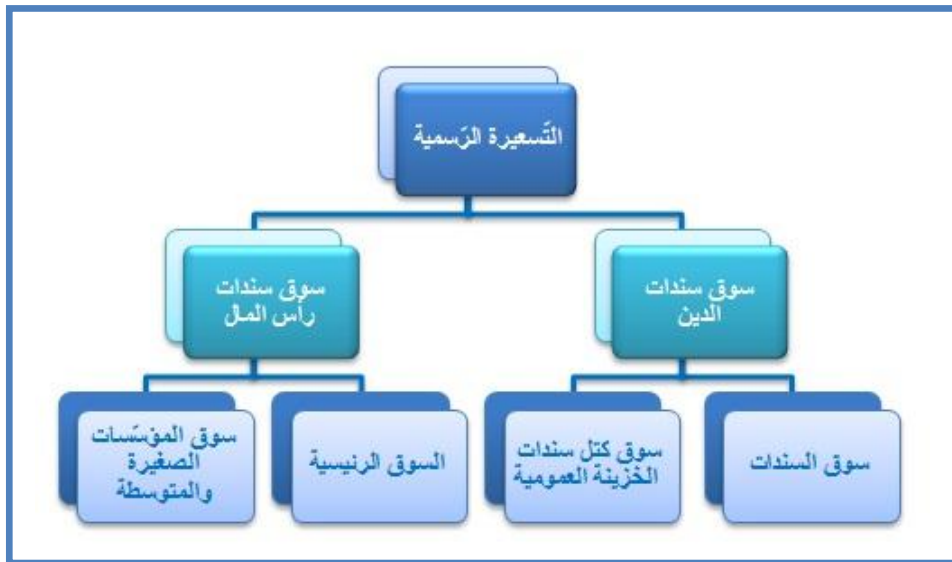 التّسعيرة الرّسمية
سوق سندات
الدين
سوق سندات
رأس المال
سوق السندات
سوق كتل سندات
الخزينة العمومية
السوق الرئيسية
سوق المؤسّسات
الصغيرة
والمتوسطة